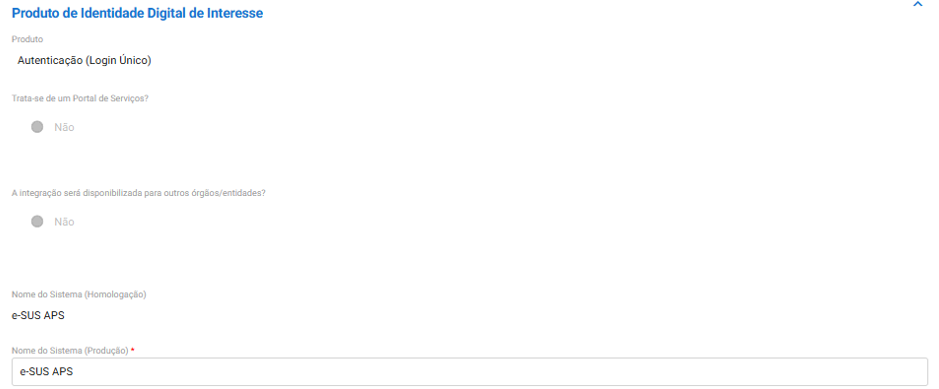 Produto de Identidade Digital de Interesse
Produto
Autenticação (Login Único)
Trata-se de um Portal de Serviços?
Não
A integração será disponibilizada para outros órgãos/entidades?
Não
Nome do Sistema (Homologação)
e-SUS APS
Nome do Sistema (Produção) *
e-SUS APS